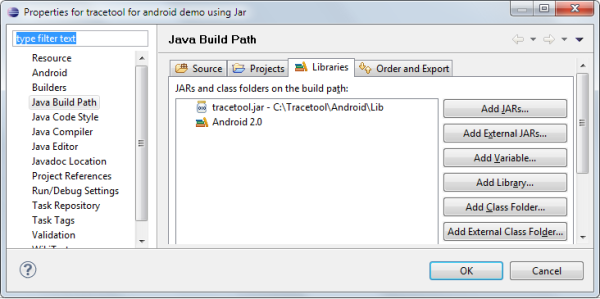 Properties for tracetool for android demo using Jar
type filter text
Resource
Android
Builders
Java Build Path
Java Code Style
Java Compiler
Java Editor
Javadoc Location
Project References
Run/Debug Settings
Task Repository
Task Tags
Validation
WikiText
Java Build Path
Source
Projects
Libraries
Order and Export
JARs and class folders on the build path:
tracetool.jar - C:\Tracetool\Android\Lib
Android 2.0
Add JARs...
Add External JARs...
Add Variable...
Add Library...
Add Class Folder...
Add External Class Folder...
?
OK
Cancel